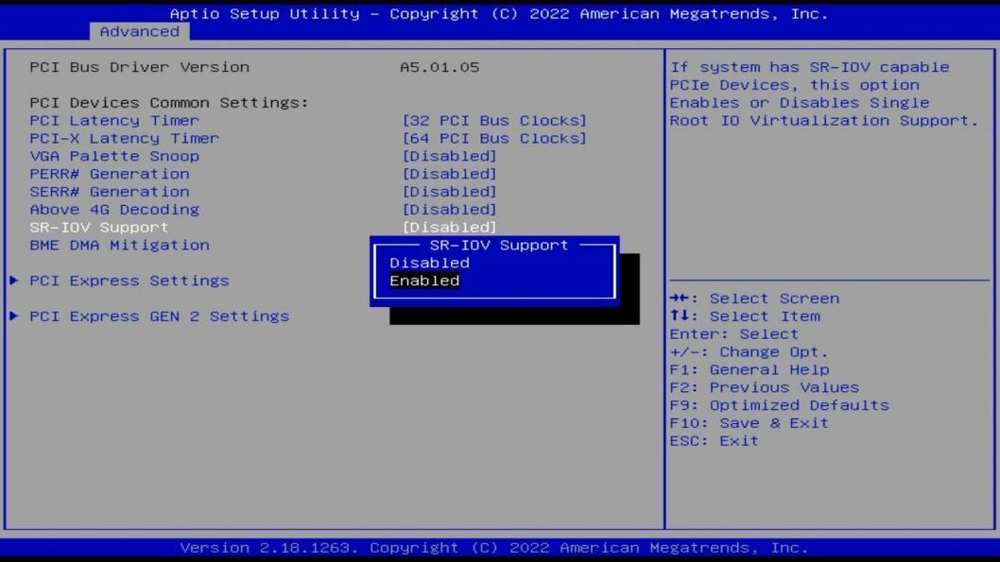 Aptio Setup Utility – Copyright (C) 2022 American Megatrends, Inc.
Advanced
PCI Bus Driver Version A5.01.05
PCI Devices Common Settings:
PCI Latency Timer [32 PCI Bus Clocks]
PCI-X Latency Timer [64 PCI Bus Clocks]
VGA Palette Snoop [Disabled]
PERR# Generation [Disabled]
SERR# Generation [Disabled]
Above 4G Decoding [Disabled]
SR-IOV Support [Disabled]
BME DMA Mitigation
SR-IOV Support
Disabled
Enabled
PCI Express Settings
PCI Express GEN 2 Settings
If system has SR-IOV capable
PCIe Devices, this option
Enables or Disables Single
Root IO Virtualization Support.
→←: Select Screen
↑↓: Select Item
Enter: Select
+/-: Change Opt.
F1: General Help
F2: Previous Values
F9: Optimized Defaults
F10: Save & Exit
ESC: Exit
Version 2.18.1263. Copyright (C) 2022 American Megatrends, Inc.